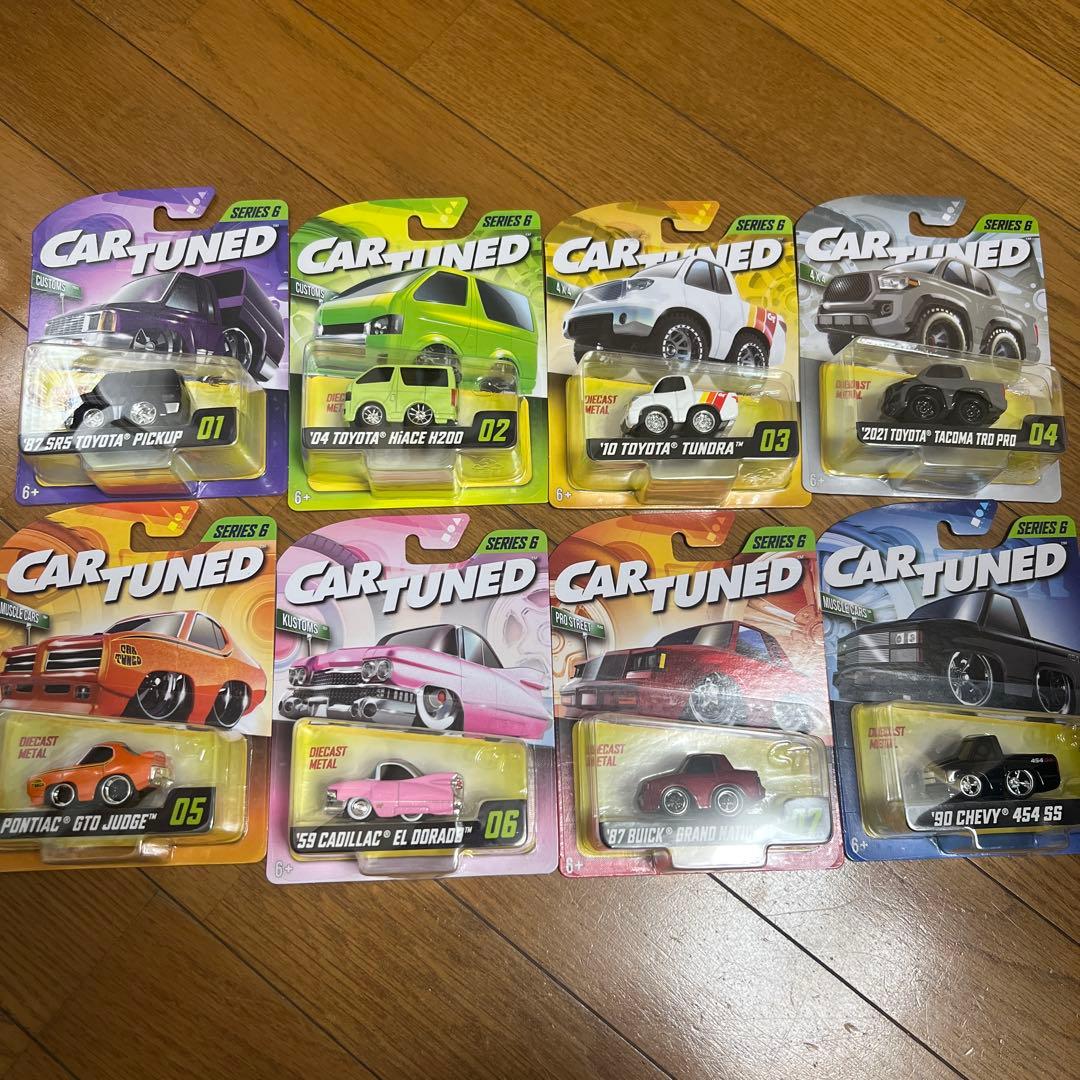 SERIES 6
CAR TUNED
CUSTOMS
'87 SR5 TOYOTA® PICKUP 01
6+
SERIES 6
CAR TUNED
CUSTOMS
'04 TOYOTA® HiACE H200 02
6+
SERIES 6
CAR TUNED
4X4
DIECAST
METAL
'10 TOYOTA® TUNDRA™ 03
6+
SERIES 6
CAR TUNED
4X4
DIECAST
'2021 TOYOTA® TACOMA TRD PRO 04
6+
SERIES 6
CAR TUNED
MUSCLE CARS
CAR
TUNED
DIECAST
METAL
PONTIAC® GTO JUDGE™ 05
SERIES 6
CAR TUNED
KUSTOMS
DIECAST
METAL
'59 CADILLAC® EL DORADO™ 06
6+
SERIES 6
CAR TUNED
PRO STREET
DIECAST
METAL
'87 BUICK® GRAND
6+
SERIES 6
CAR TUNED
MUSCLE CARS
DIECAST
METAL
454
'90 CHEVY® 454 SS
6+